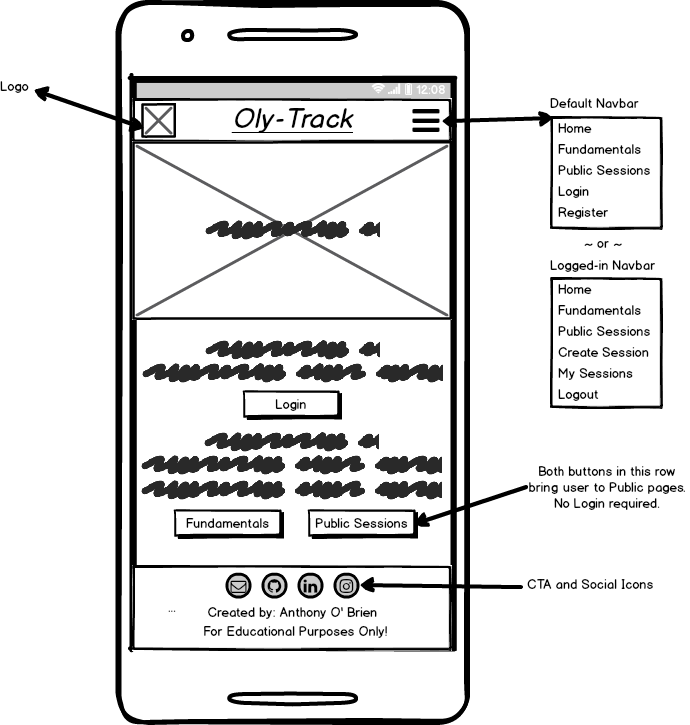 12:08
Logo
Oly-Track
Default Navbar
Home
Fundamentals
Public Sessions
Login
Register
~ or ~
Logged-in Navbar
Home
Fundamentals
Public Sessions
Create Session
My Sessions
Logout
Login
Both buttons in this row
bring user to Public pages.
No Login required.
Fundamentals
Public Sessions
in
CTA and Social Icons
...
Created by: Anthony O' Brien
For Educational Purposes Only!